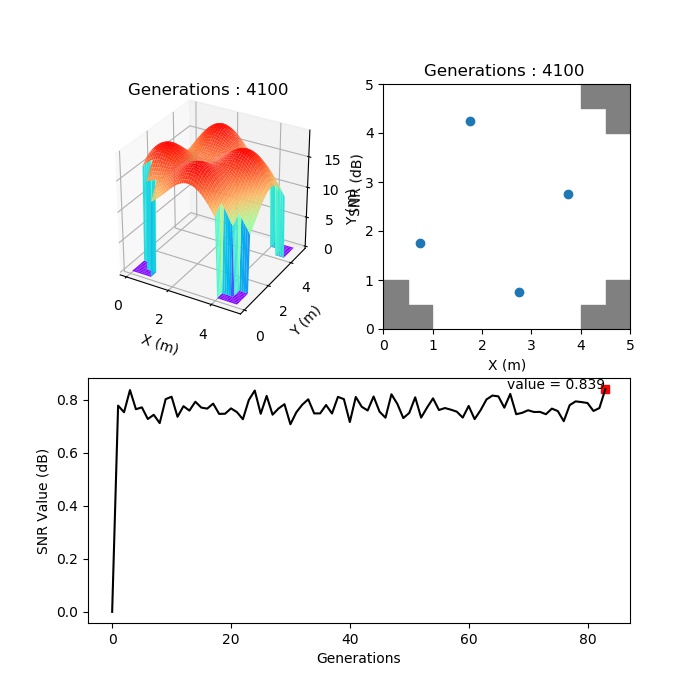 Generations : 4100
15
10
5
0
SNR (dB)
0
2
4
X (m)
0
2
4
Y (m)
Generations : 4100
5
4
3
2
1
0
Y (m)
0 1 2 3 4 5
X (m)
value = 0.839
0.8
0.6
0.4
0.2
0.0
SNR Value (dB)
0 20 40 60 80
Generations